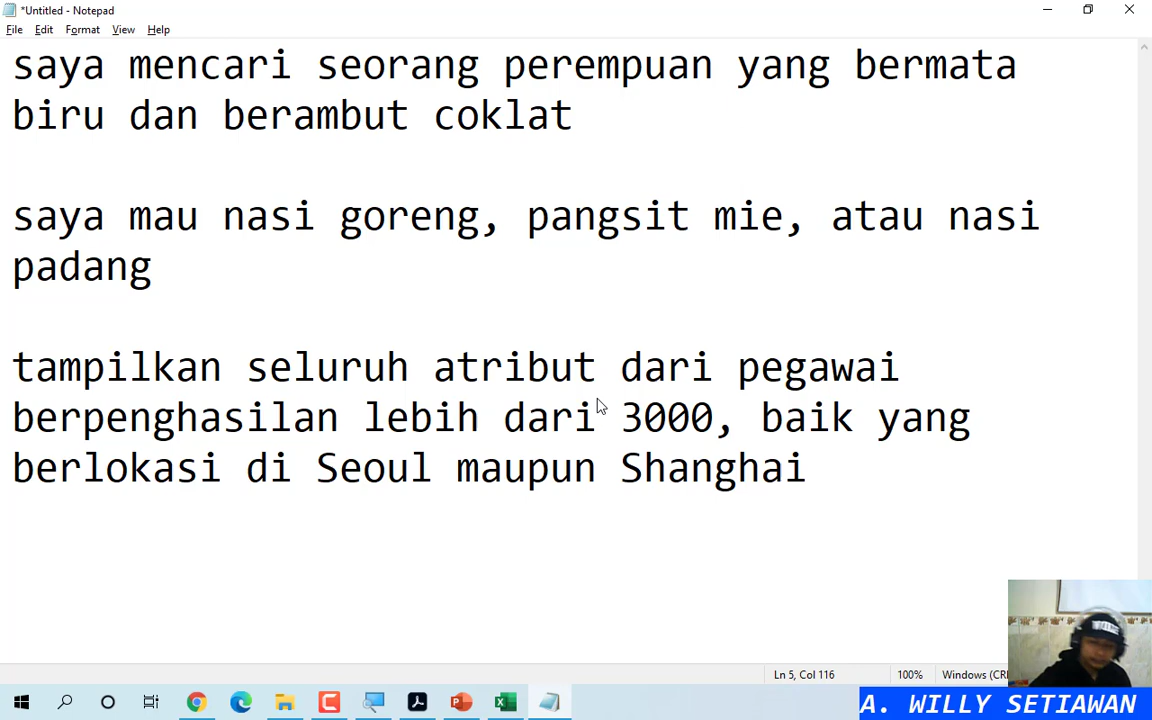 *Untitled - Notepad
File Edit Format View Help
saya mencari seorang perempuan yang bermata
biru dan berambut coklat
saya mau nasi goreng, pangsit mie, atau nasi
padang
tampilkan seluruh atribut dari pegawai
berpenghasilan lebih dari 3000, baik yang
berlokasi di Seoul maupun Shanghai
Ln 5, Col 116 100% Windows (CRL
A. WILLY SETIAWAN